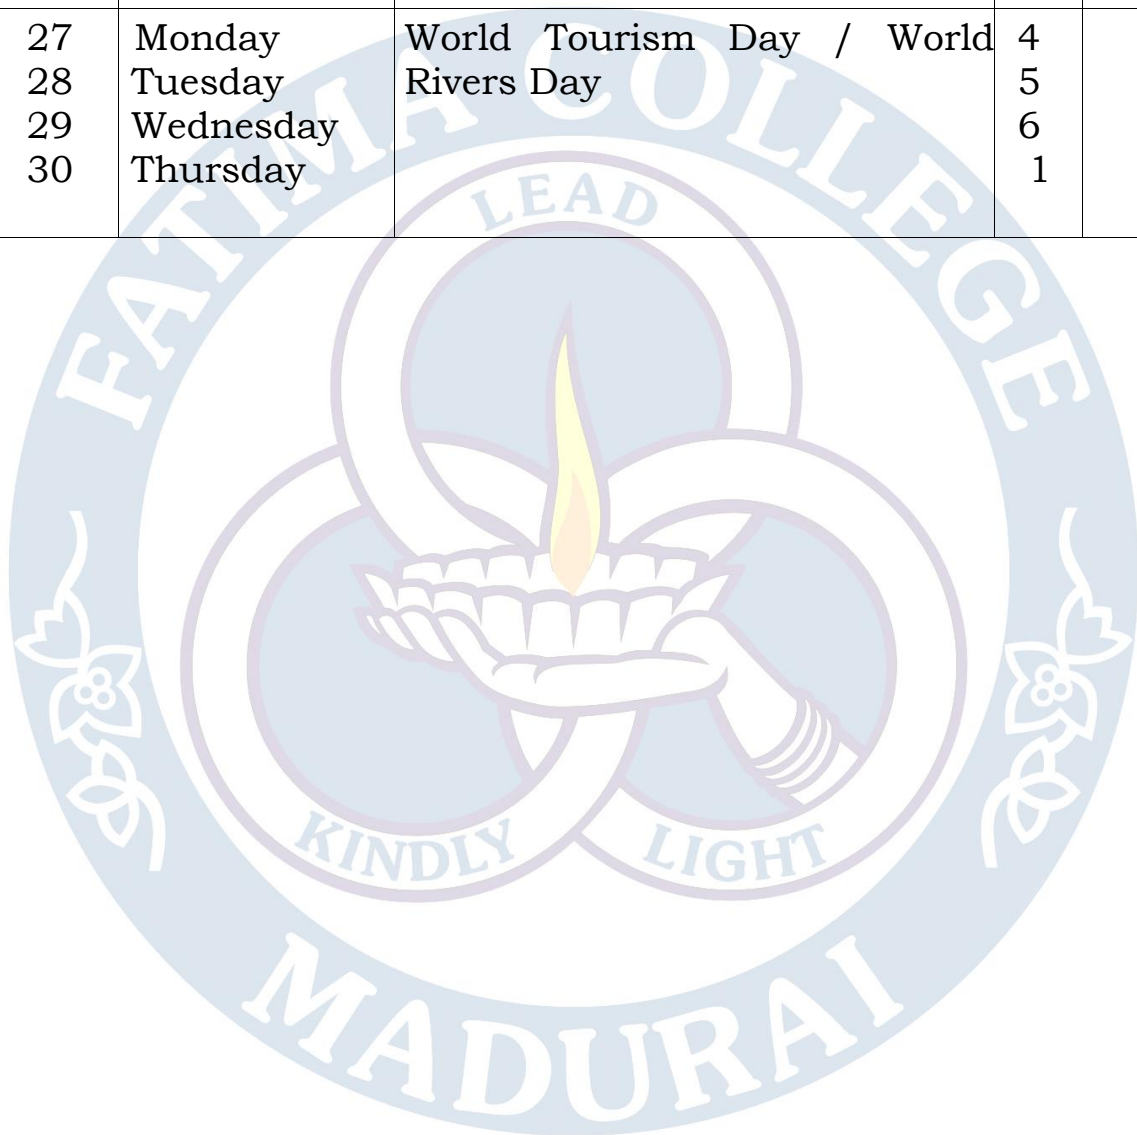 27 Monday World Tourism Day / World 4
28 Tuesday Rivers Day 5
29 Wednesday 6
30 Thursday 1
FATIMA COLLEGE
LEAD
KINDLY LIGHT
MADURAI